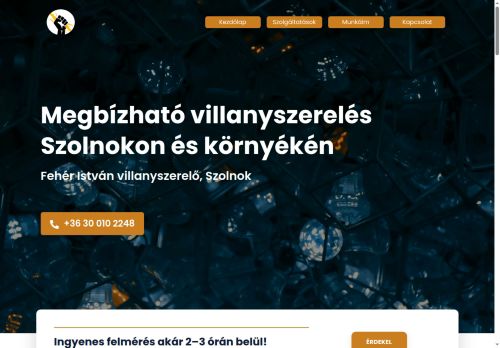 Kezdőlap
Szolgáltatások
Munkáim
Kapcsolat
Megbízható villanyszerelés
Szolnokon és környékén
Fehér István villanyszerelő, Szolnok
+36 30 010 2248
Ingyenes felmérés akár 2–3 órán belül!
ÉRDEKEL